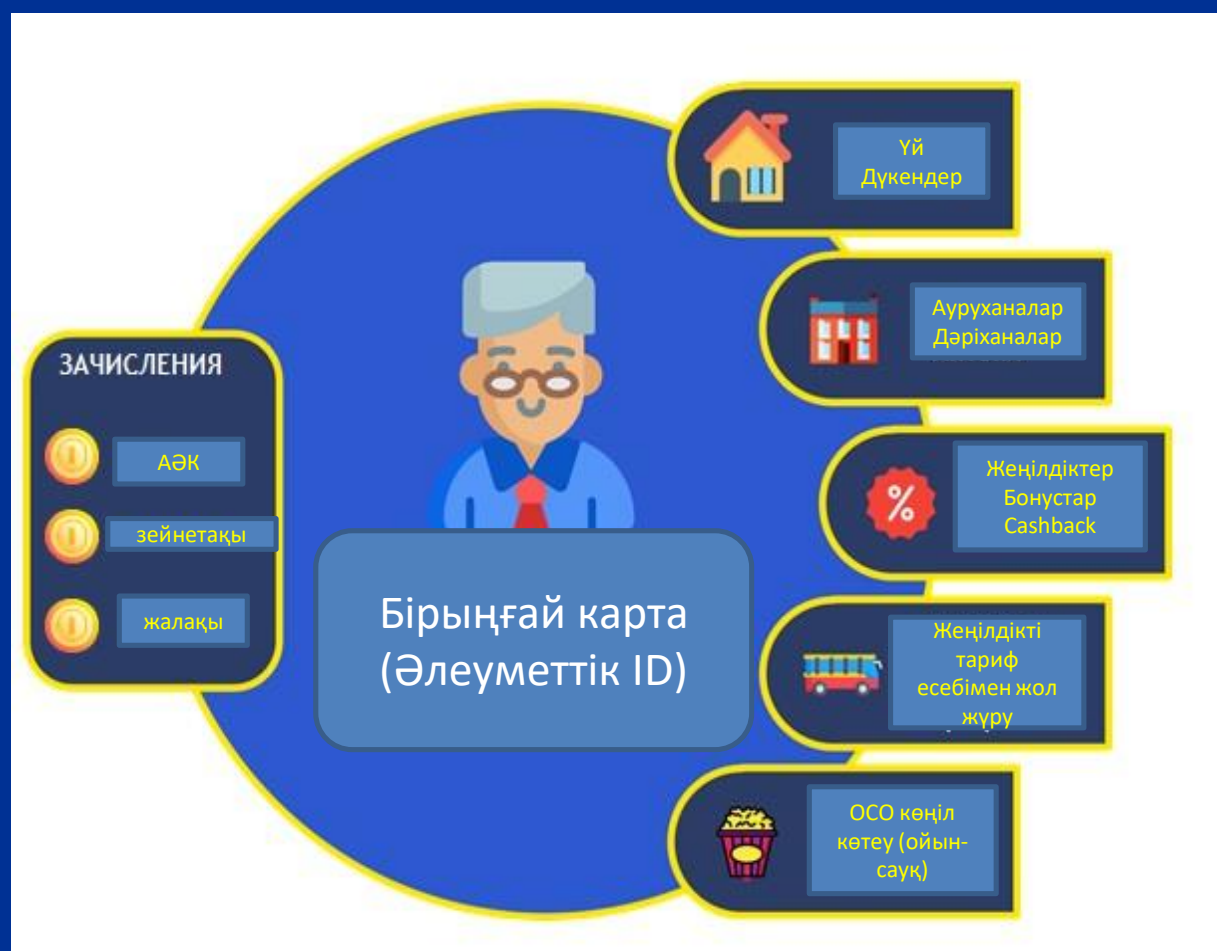 ЗАЧИСЛЕНИЯ
АӘК
зейнетақы
жалақы
Бірыңғай карта
(Әлеуметтік ID)
Үй
Дүкендер
Ауруханалар
Дәріханалар
Жеңілдіктер
Бонустар
Cashback
Жеңілдікті
тариф
есебімен жол
жүру
ОСО көңіл
көтеу (ойын-
сауқ)